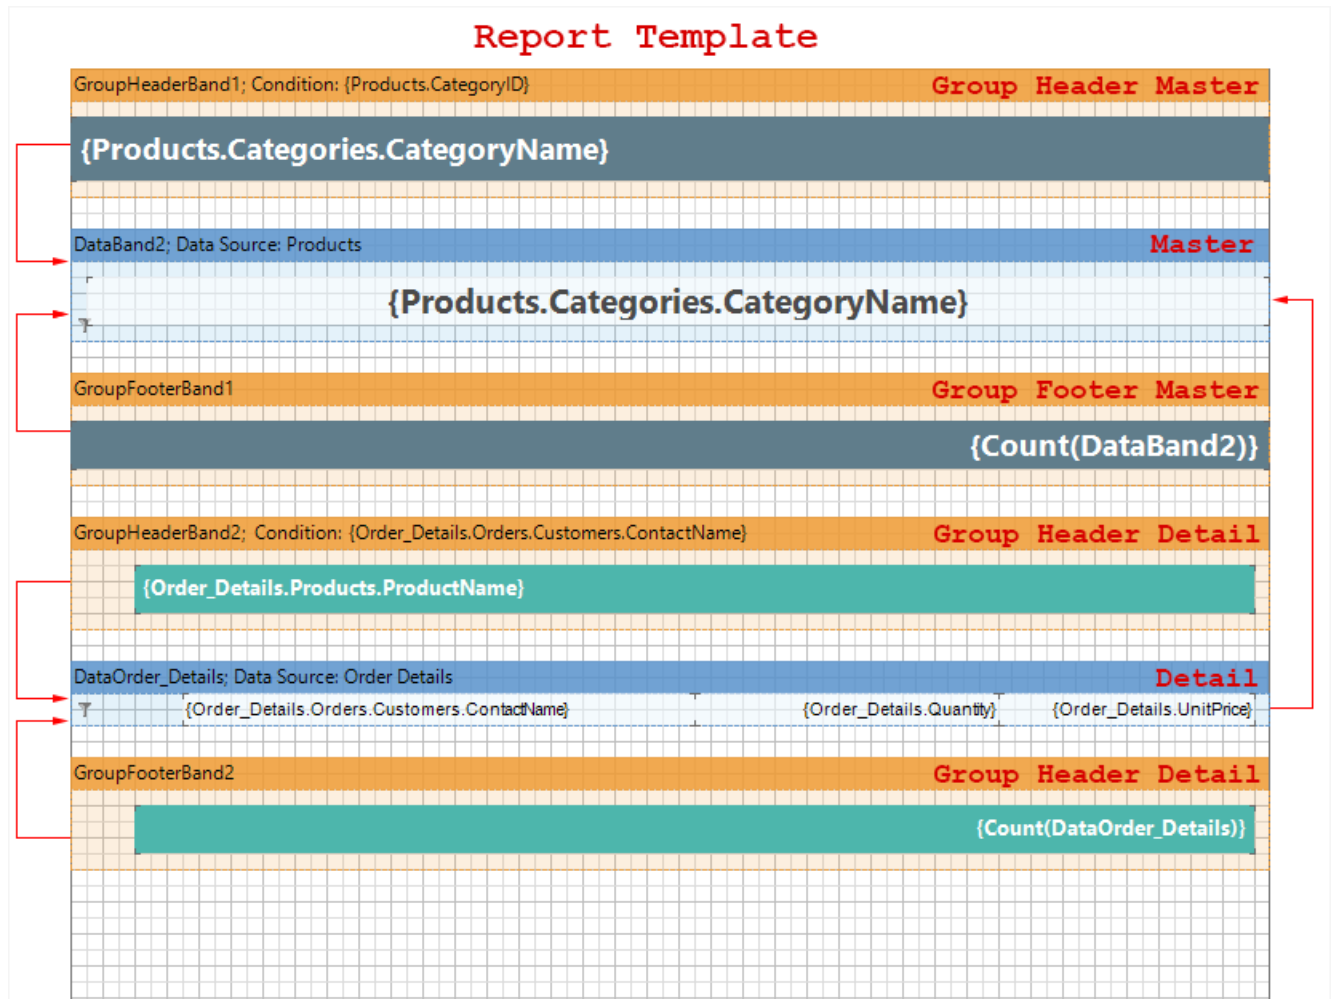 Report Template
GroupHeaderBand1; Condition: {Products.CategoryID} Group Header Master
{Products.Categories.CategoryName}
DataBand2; Data Source: Products Master
{Products.Categories.CategoryName}
GroupFooterBand1 Group Footer Master
{Count(DataBand2)}
GroupHeaderBand2; Condition: {Order_Details.Orders.Customers.ContactName} Group Header Detail
{Order_Details.Products.ProductName}
DataOrder_Details; Data Source: Order Details Detail
{Order_Details.Orders.Customers.ContactName} {Order_Details.Quantity} {Order_Details.UnitPrice}
GroupFooterBand2 Group Header Detail
{Count(DataOrder_Details)}